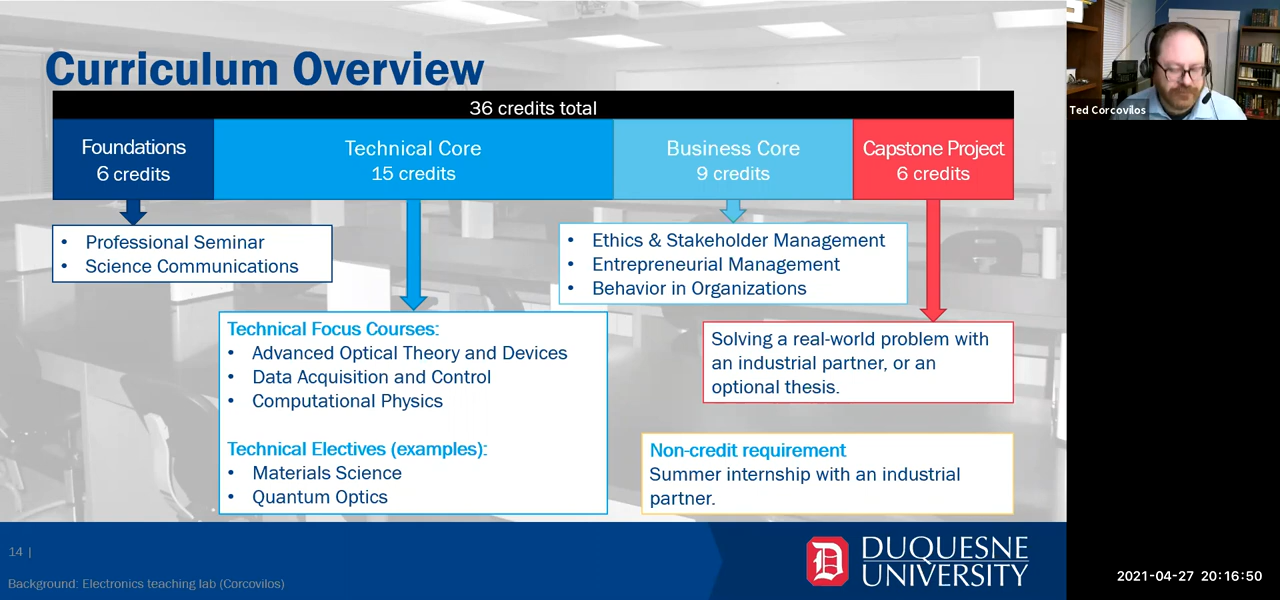 Curriculum Overview
36 credits total
Foundations
6 credits
Technical Core
15 credits
Business Core
9 credits
Capstone Project
6 credits
• Professional Seminar
• Science Communications
• Ethics & Stakeholder Management
• Entrepreneurial Management
• Behavior in Organizations
Technical Focus Courses:
• Advanced Optical Theory and Devices
• Data Acquisition and Control
• Computational Physics
Technical Electives (examples):
• Materials Science
• Quantum Optics
Solving a real-world problem with
an industrial partner, or an
optional thesis.
Non-credit requirement
Summer internship with an industrial
partner.
14 |
Background: Electronics teaching lab (Corcovilos)
D
DUQUESNE
UNIVERSITY
Ted Corcovilos
2021-04-27 20:16:50